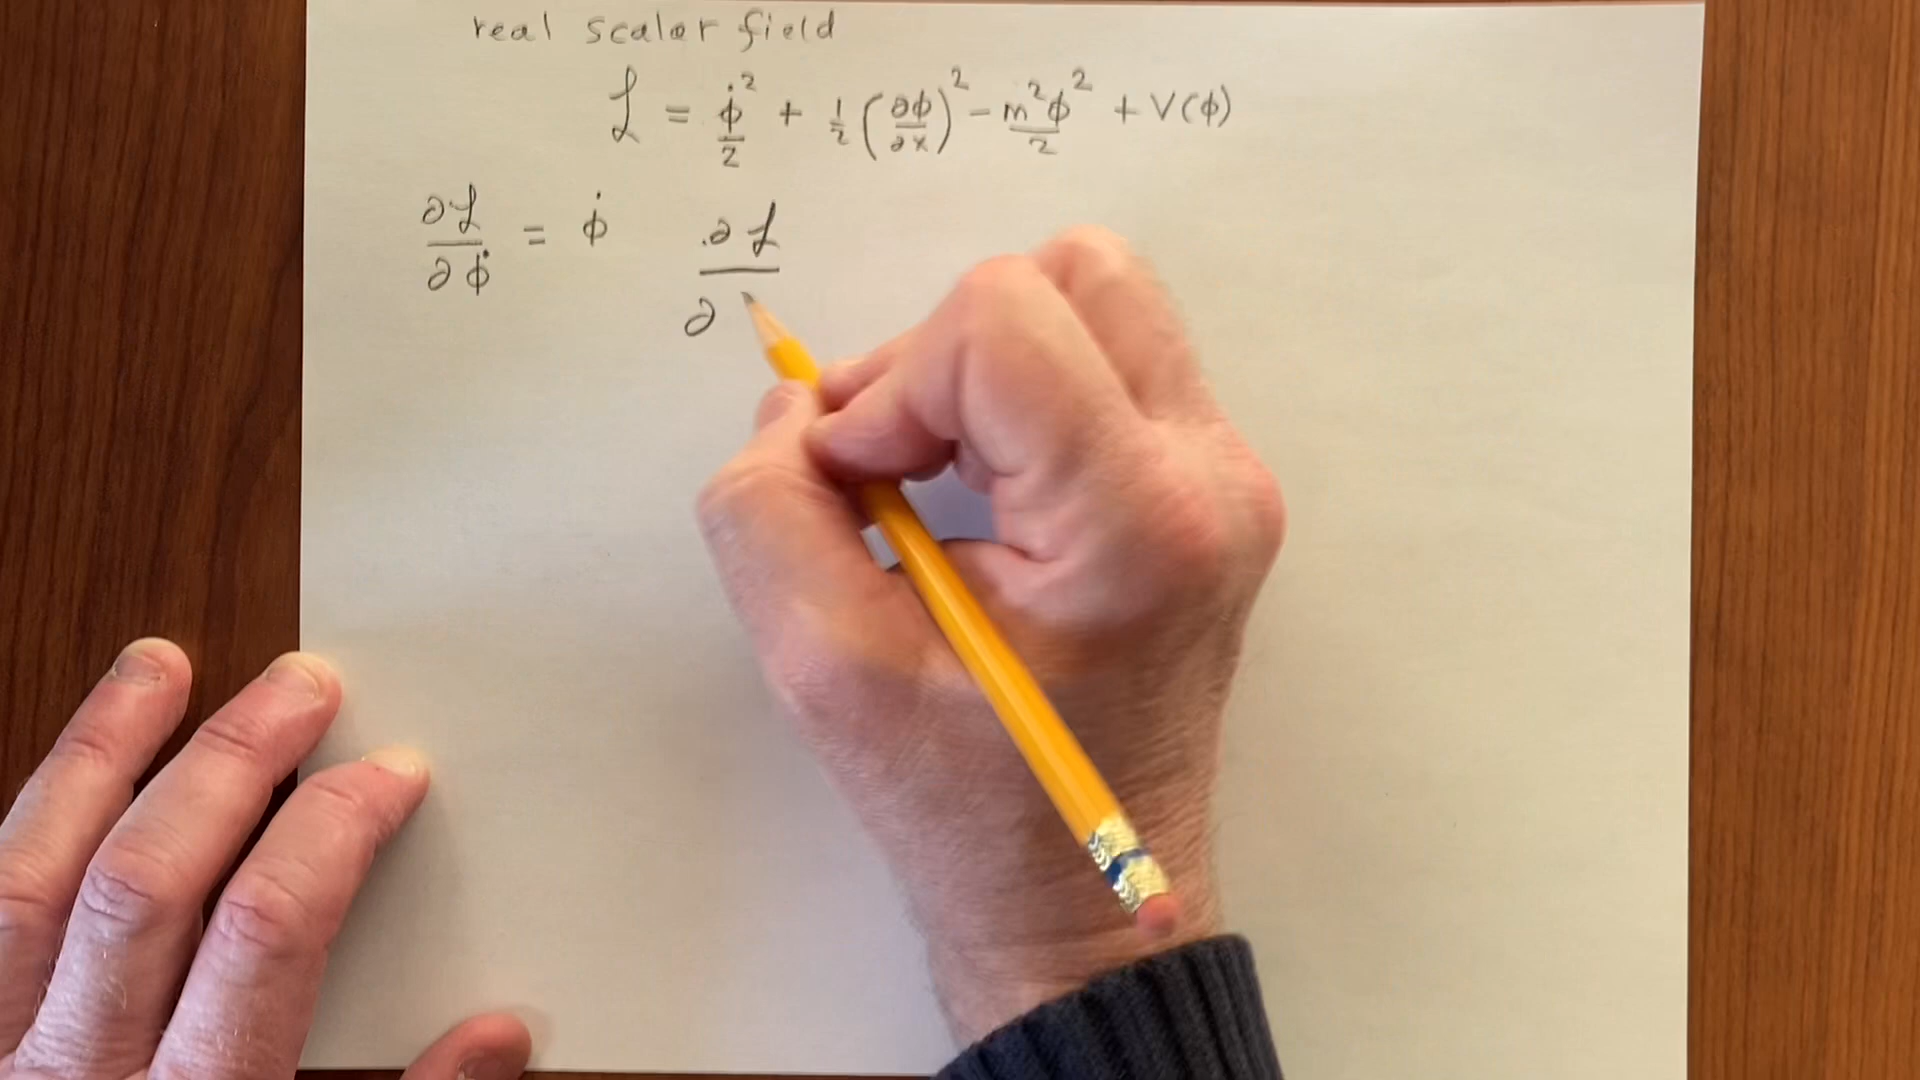 real scalar field
ℒ = φ̇²/2 + 1/2 (∂φ/∂x)² - m²φ²/2 + V(φ)
∂ℒ/∂φ̇ = φ̇ ∂ℒ/∂